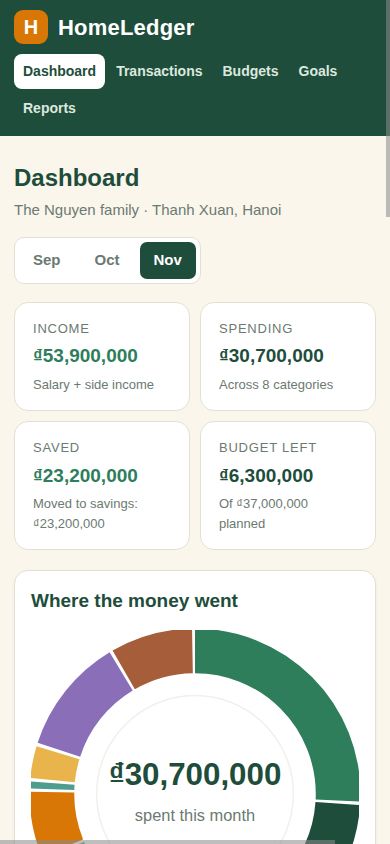 H HomeLedger
Dashboard Transactions Budgets Goals
Reports
Dashboard
The Nguyen family · Thanh Xuan, Hanoi
Sep Oct Nov
INCOME
₫53,900,000
Salary + side income
SPENDING
₫30,700,000
Across 8 categories
SAVED
₫23,200,000
Moved to savings:
₫23,200,000
BUDGET LEFT
₫6,300,000
Of ₫37,000,000
planned
Where the money went
₫30,700,000
spent this month